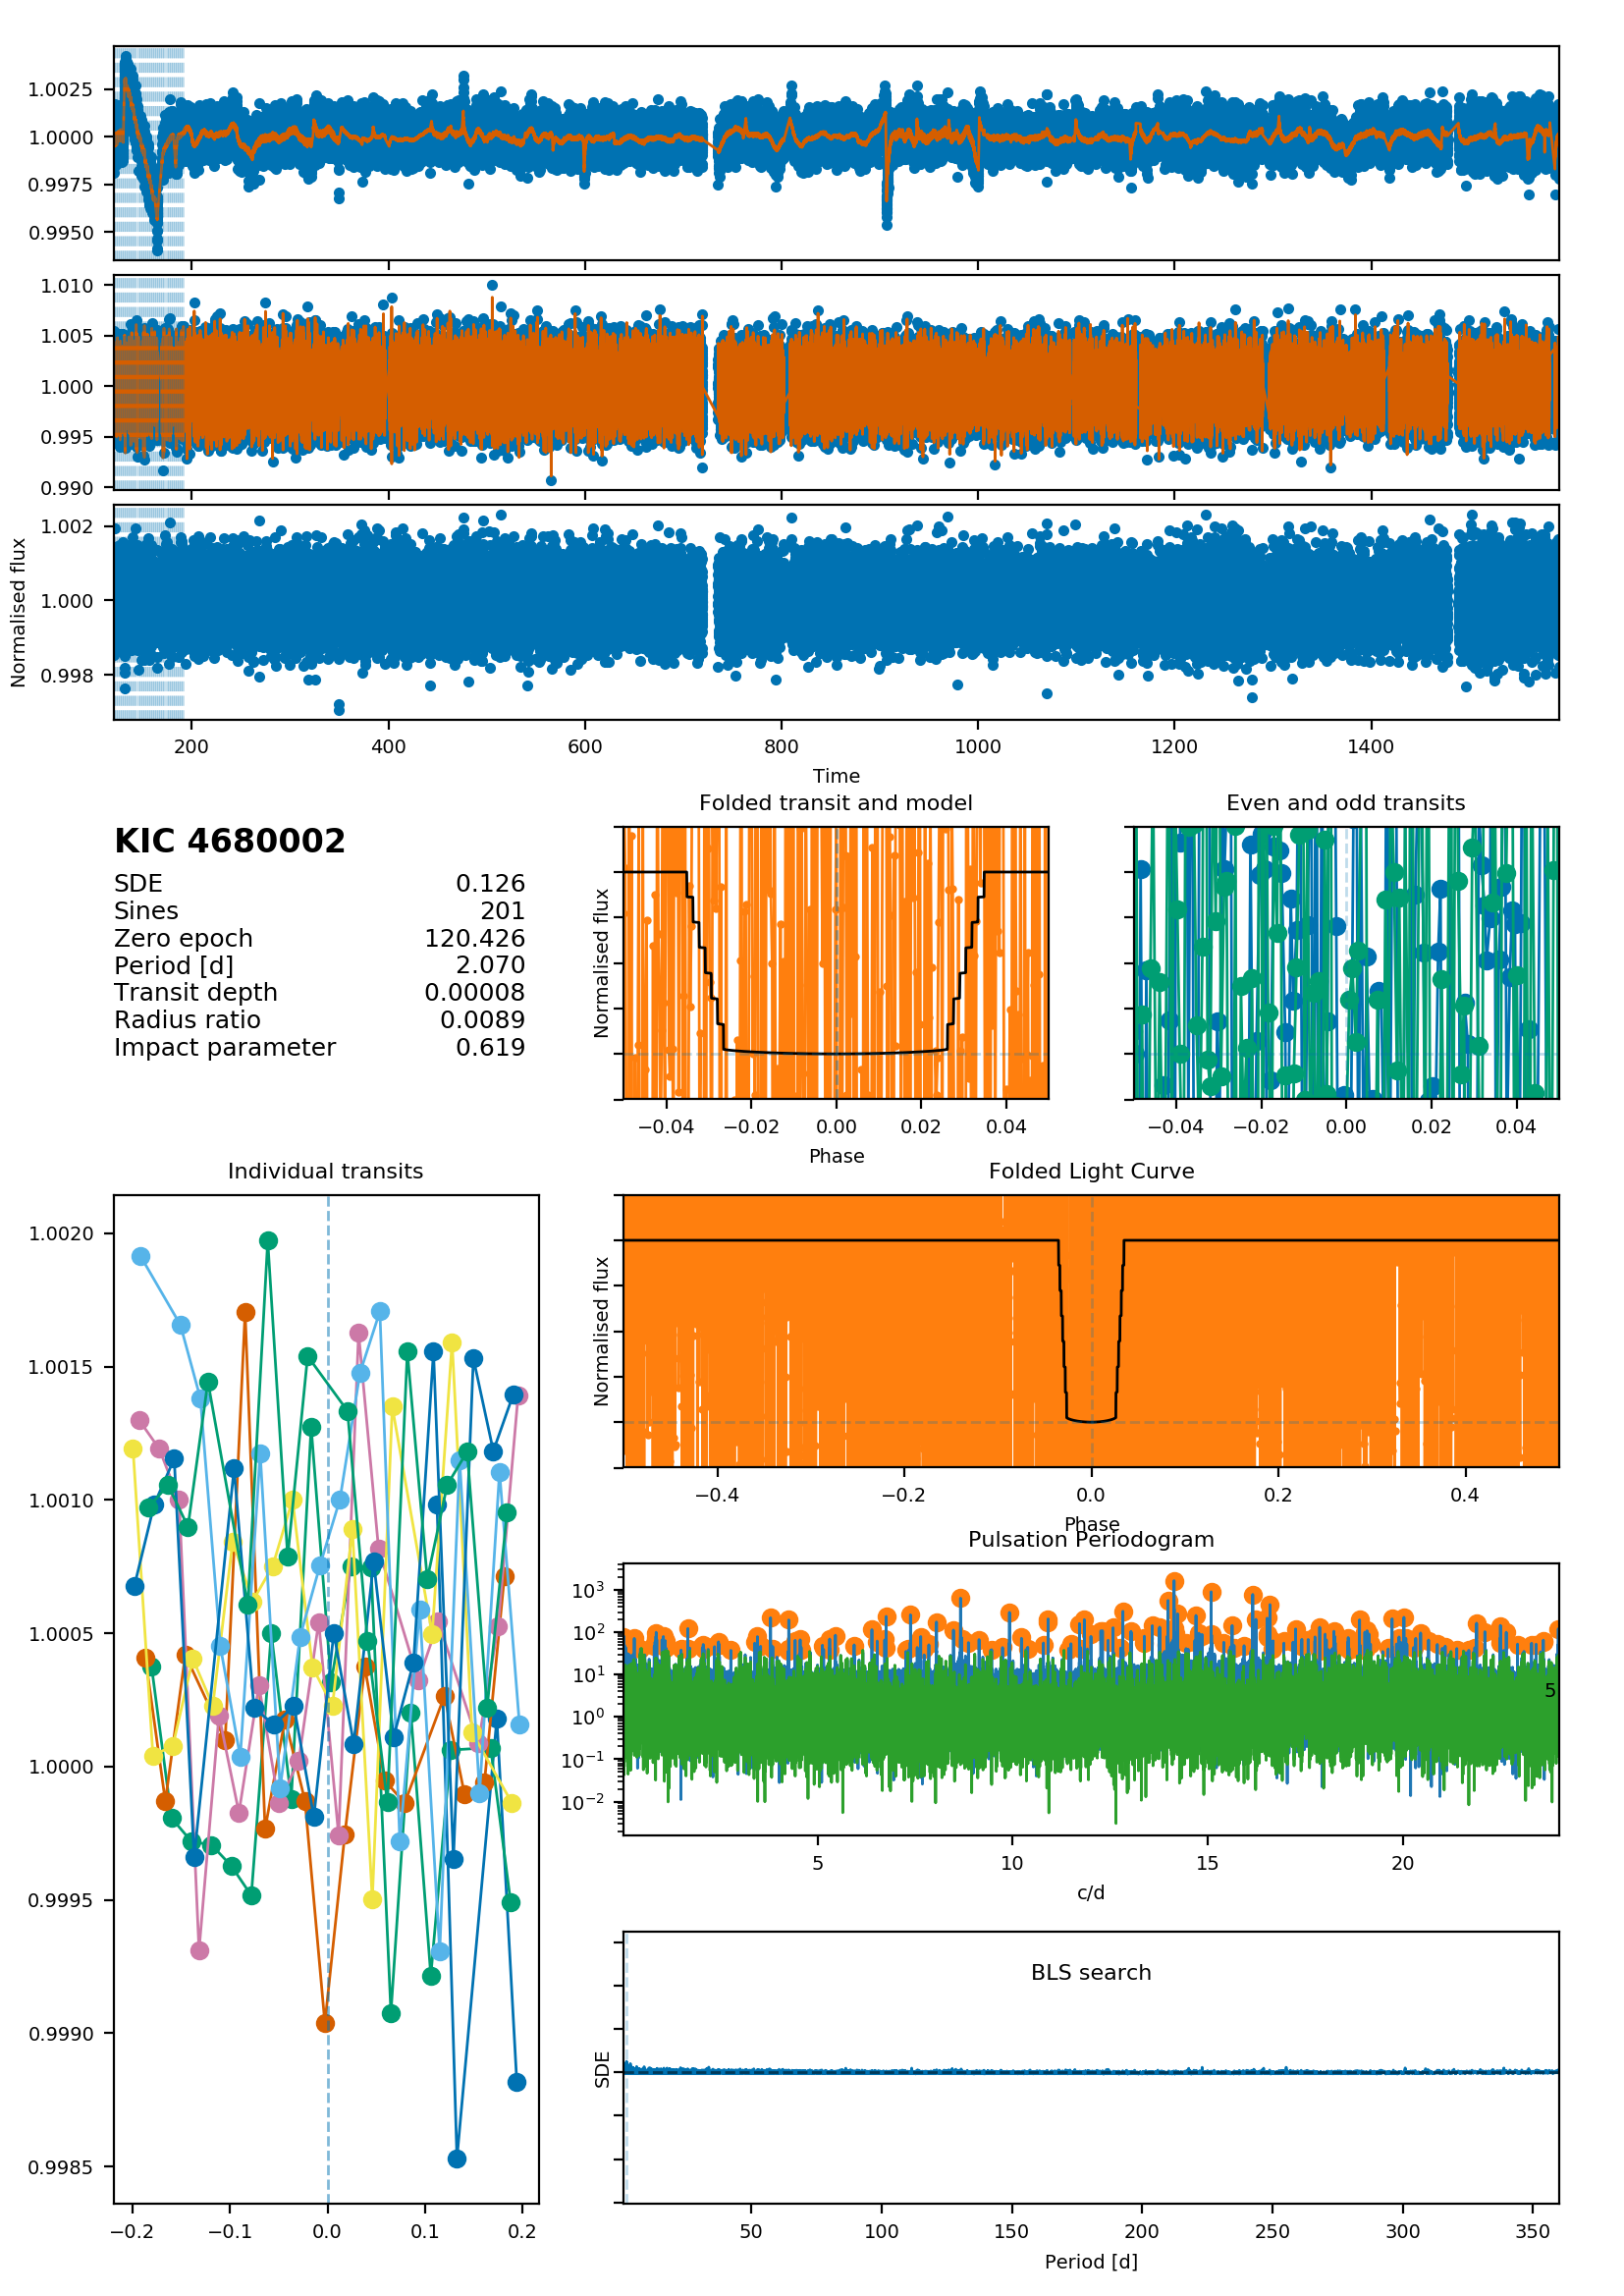 1.0025
1.0000
0.9975
0.9950
1.010
1.005
1.000
0.995
0.990
1.002
1.000
0.998
Normalised flux
200 400 600 800 1000 1200 1400
Time
KIC 4680002
SDE 0.126
Sines 201
Zero epoch 120.426
Period [d] 2.070
Transit depth 0.00008
Radius ratio 0.0089
Impact parameter 0.619
Folded transit and model
Normalised flux
−0.04 −0.02 0.00 0.02 0.04
Phase
Even and odd transits
−0.04 −0.02 0.00 0.02 0.04
Individual transits
1.0020
1.0015
1.0010
1.0005
1.0000
0.9995
0.9990
0.9985
−0.2 −0.1 0.0 0.1 0.2
Folded Light Curve
Normalised flux
−0.4 −0.2 0.0 0.2 0.4
Phase
Pulsation Periodogram
10³
10²
10¹
10⁰
10⁻¹
10⁻²
5
5 10 15 20
c/d
BLS search
SDE
50 100 150 200 250 300 350
Period [d]